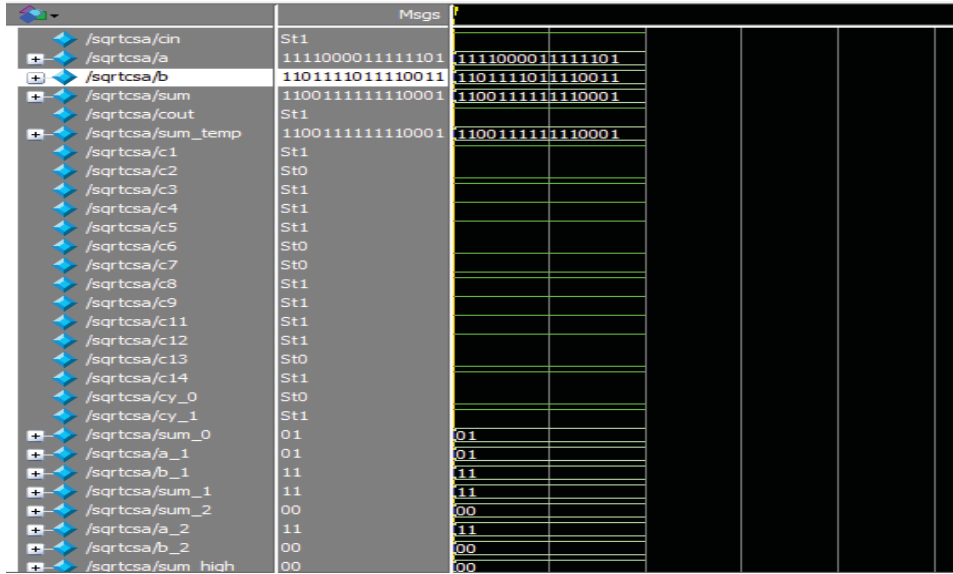 Msgs
/sqrtcsa/cin St1
/sqrtcsa/a 1111000011111101 1111000011111101
/sqrtcsa/b 1101111011110011 1101111011110011
/sqrtcsa/sum 1100111111110001 1100111111110001
/sqrtcsa/cout St1
/sqrtcsa/sum_temp 1100111111110001 1100111111110001
/sqrtcsa/c1 St1
/sqrtcsa/c2 St0
/sqrtcsa/c3 St1
/sqrtcsa/c4 St1
/sqrtcsa/c5 St1
/sqrtcsa/c6 St0
/sqrtcsa/c7 St0
/sqrtcsa/c8 St1
/sqrtcsa/c9 St1
/sqrtcsa/c11 St1
/sqrtcsa/c12 St1
/sqrtcsa/c13 St0
/sqrtcsa/c14 St1
/sqrtcsa/cy_0 St0
/sqrtcsa/cy_1 St1
/sqrtcsa/sum_0 01 01
/sqrtcsa/a_1 01 01
/sqrtcsa/b_1 11 11
/sqrtcsa/sum_1 11 11
/sqrtcsa/sum_2 00 00
/sqrtcsa/a_2 11 11
/sqrtcsa/b_2 00 00
/sqrtcsa/sum_high 00 00